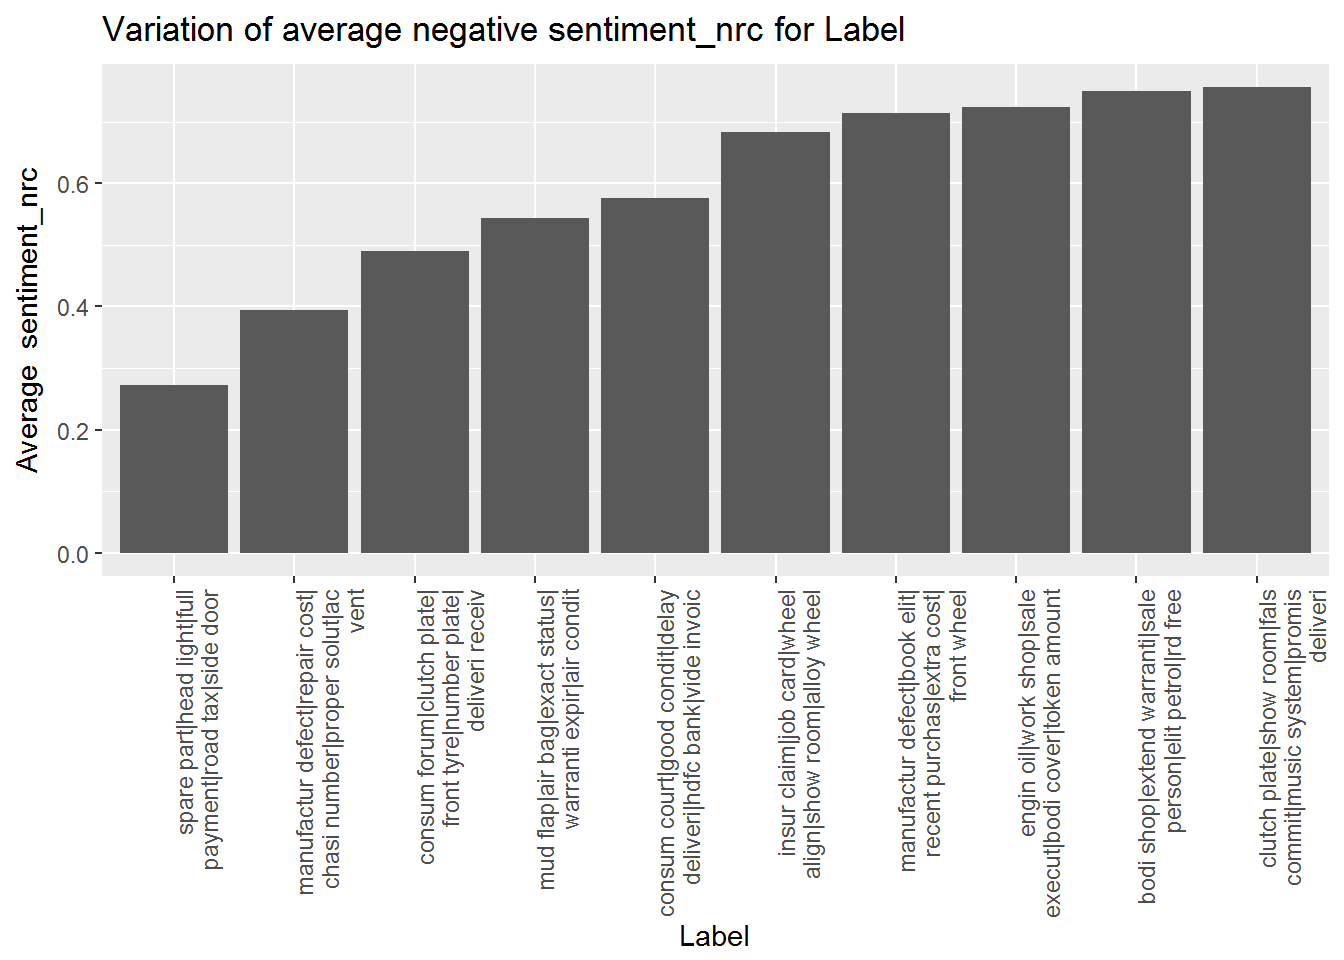 Variation of average negative sentiment_nrc for Label
Average  sentiment_nrc
0.6
0.4
0.2
0.0
spare part|head light|full
payment|road tax|side door
manufactur defect|repair cost|
chasi number|proper solut|ac
vent
consum forum|clutch plate|
front tyre|number plate|
deliveri receiv
mud flap|air bag|exact status|
warranti expir|air condit
consum court|good condit|delay
deliveri|hdfc bank|vide invoic
insur claim|job card|wheel
align|show room|alloy wheel
manufactur defect|book elit|
recent purchas|extra cost|
front wheel
engin oil|work shop|sale
execut|bodi cover|token amount
bodi shop|extend warranti|sale
person|elit petrol|rd free
clutch plate|show room|fals
commit|music system|promis
deliveri
Label